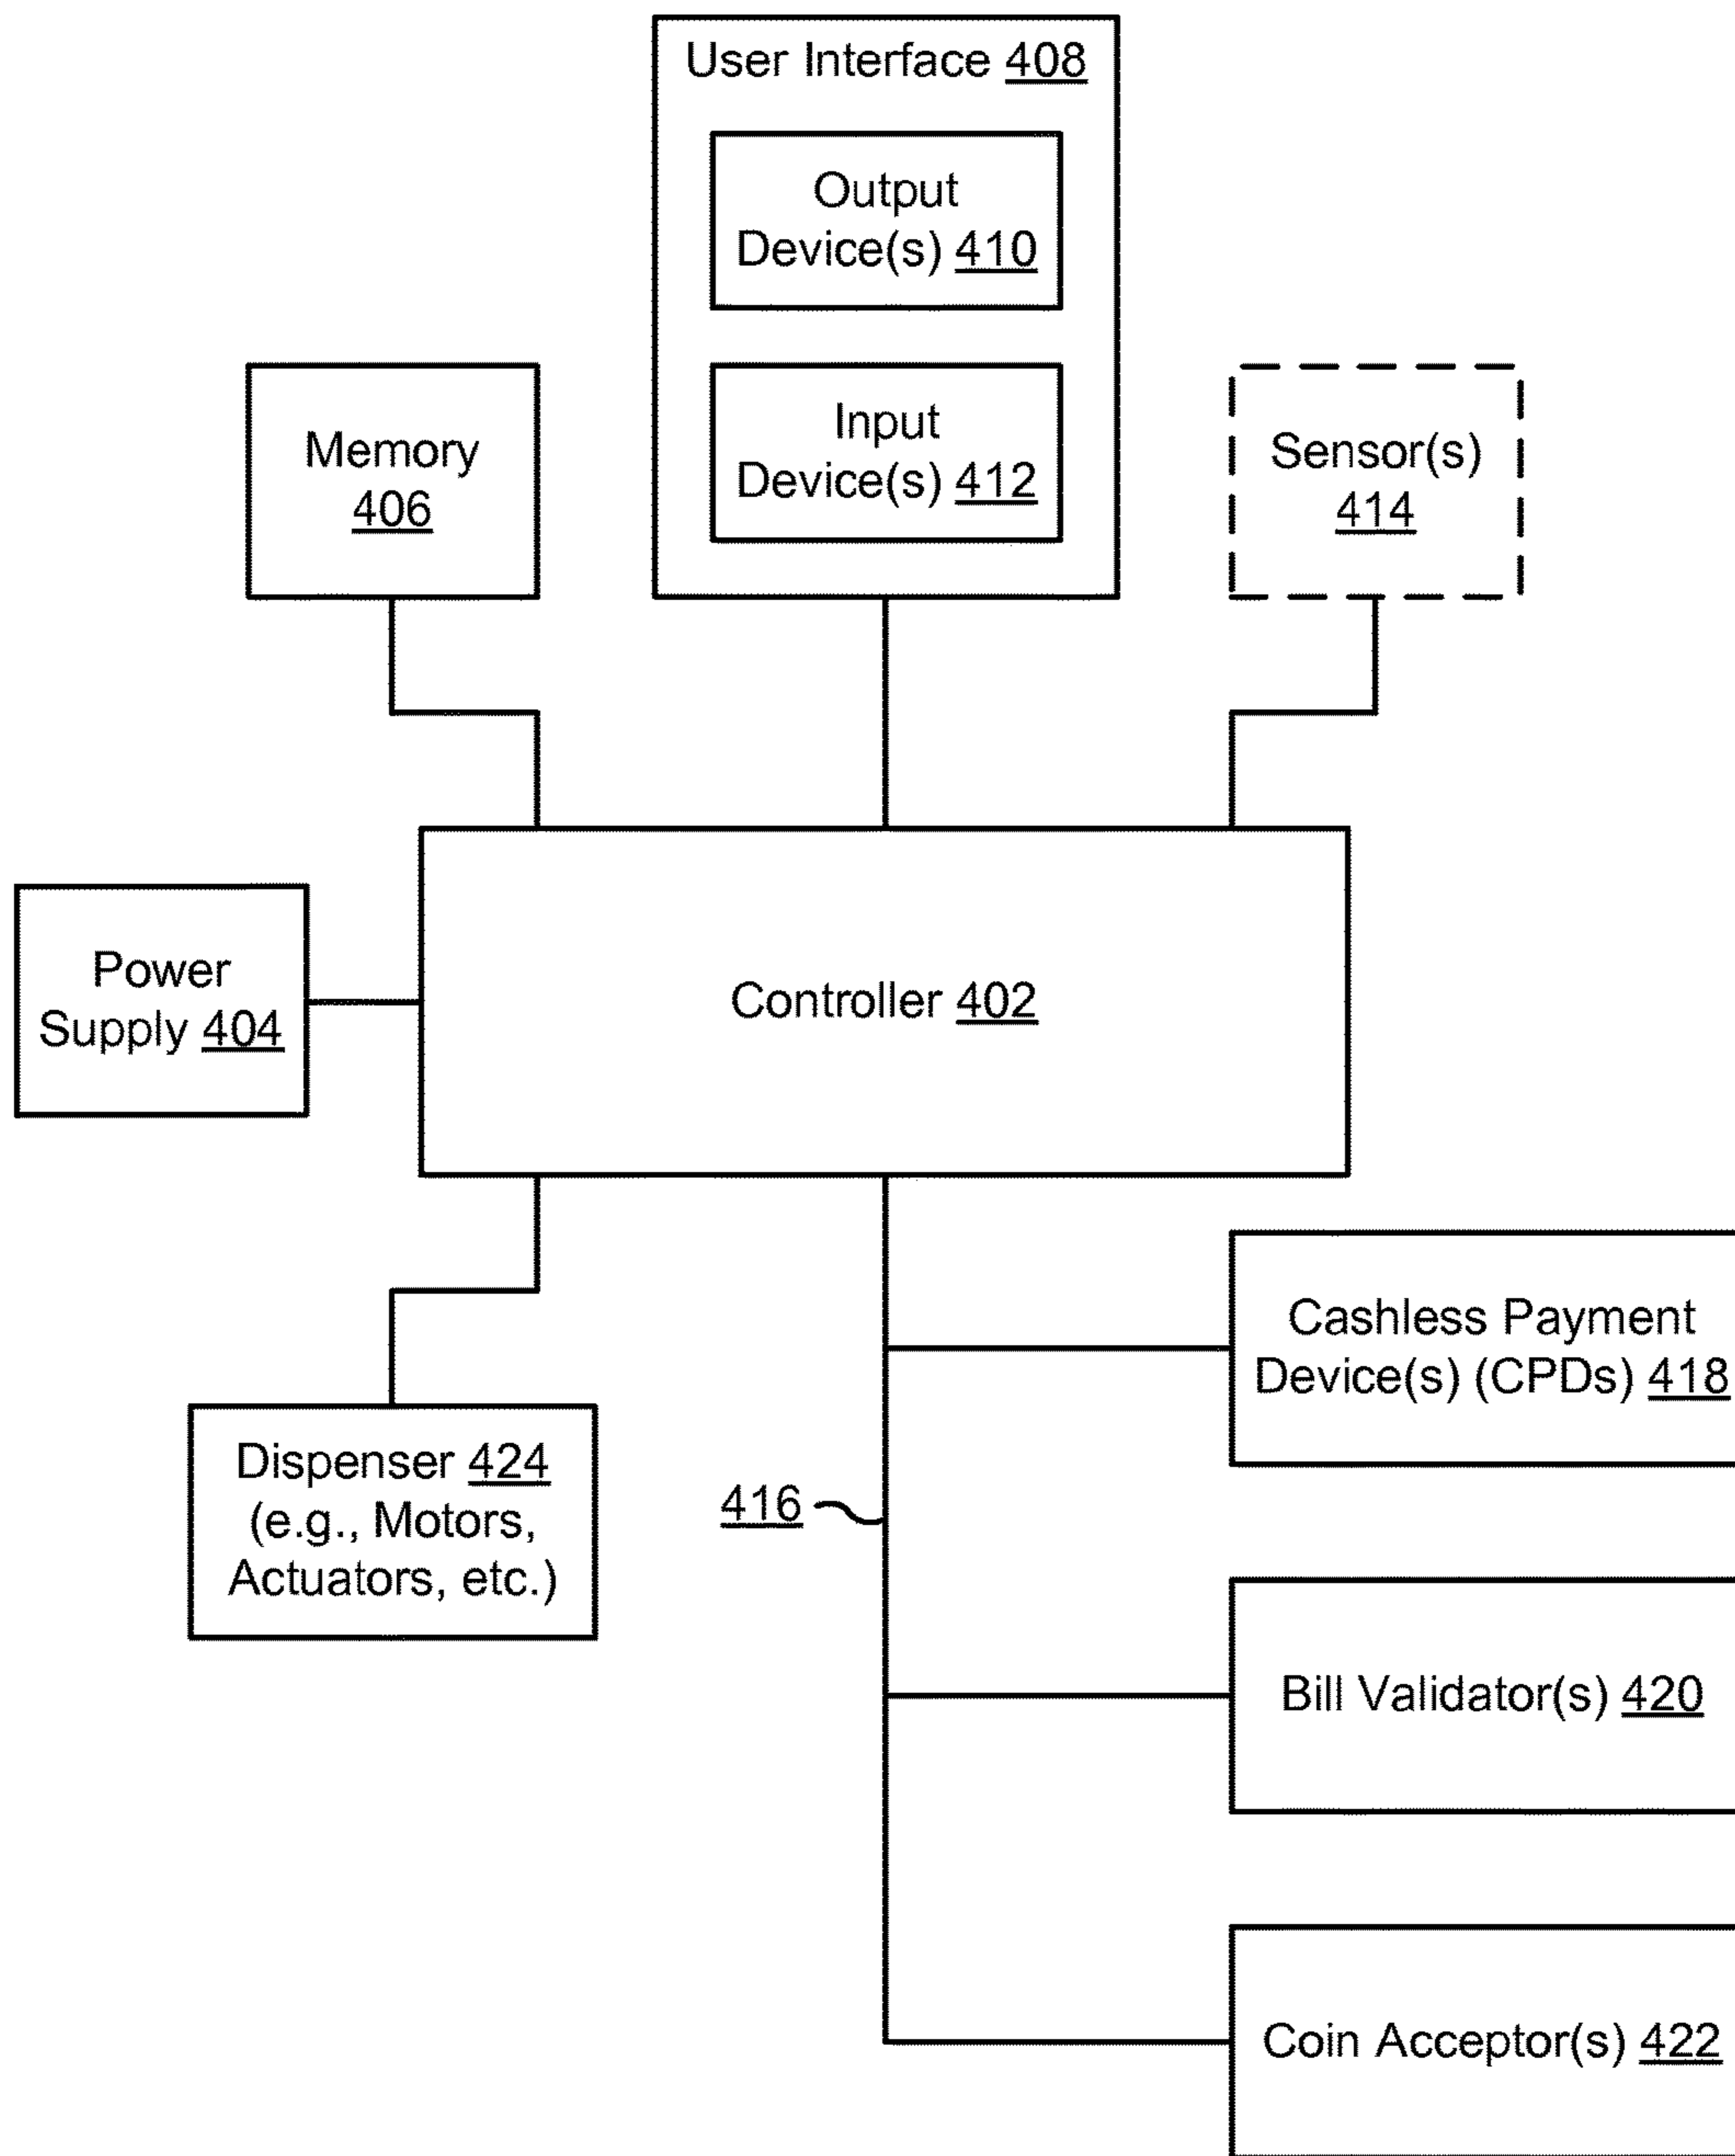 User Interface 408
Output
Device(s) 410
Input
Device(s) 412
Memory
406
Sensor(s)
414
Power
Supply 404
Controller 402
Cashless Payment
Device(s) (CPDs) 418
Dispenser 424
(e.g., Motors,
Actuators, etc.)
416
Bill Validator(s) 420
Coin Acceptor(s) 422